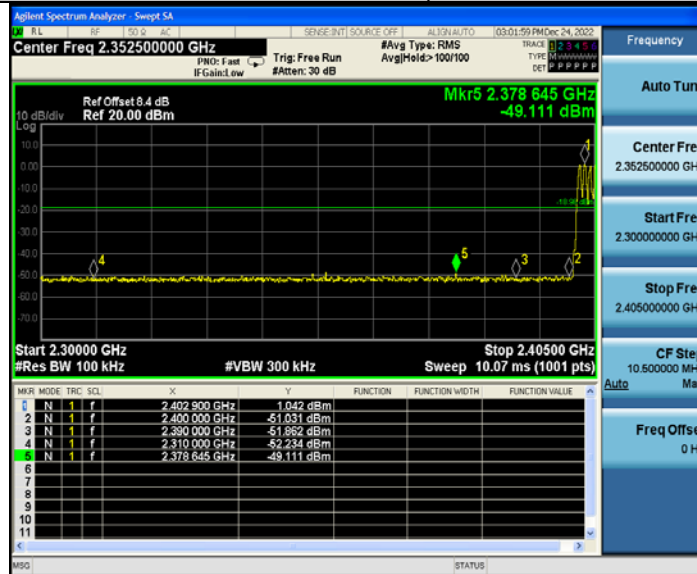 Agilent Spectrum Analyzer - Swept SA
RL RF 50 Ω AC SENSE:INT SOURCE OFF ALIGN AUTO 03:01:59 PM Dec 24, 2022
Center Freq 2.352500000 GHz
PNO: Fast
IFGain:Low
Trig: Free Run
#Atten: 30 dB
#Avg Type: RMS
Avg|Hold:> 100/100
TRACE 1 2 3 4 5 6
TYPE
DET P P P P P P
Ref Offset 8.4 dB
Ref 20.00 dBm
10 dB/div
Log
Mkr5 2.378 645 GHz
-49.111 dBm
10.0
0.00
-10.0
-20.0
-30.0
-40.0
-50.0
-60.0
-70.0
1
4
5
3
2
Start 2.30000 GHz
Stop 2.40500 GHz
#Res BW 100 kHz #VBW 300 kHz Sweep 10.07 ms (1001 pts)
MKR MODE TRC SCL X Y FUNCTION FUNCTION WIDTH FUNCTION VALUE
1 N 1 f 2.402 900 GHz 1.042 dBm
2 N 1 f 2.400 000 GHz -51.031 dBm
3 N 1 f 2.390 000 GHz -51.862 dBm
4 N 1 f 2.310 000 GHz -52.234 dBm
5 N 1 f 2.378 645 GHz -49.111 dBm
6
7
8
9
10
11
MSG STATUS
Frequency
Auto Tun
Center Fre
2.352500000 GH
Start Fre
2.300000000 GH
Stop Fre
2.405000000 GH
CF Ste
10.500000 MH
Auto Ma
Freq Offse
0 H